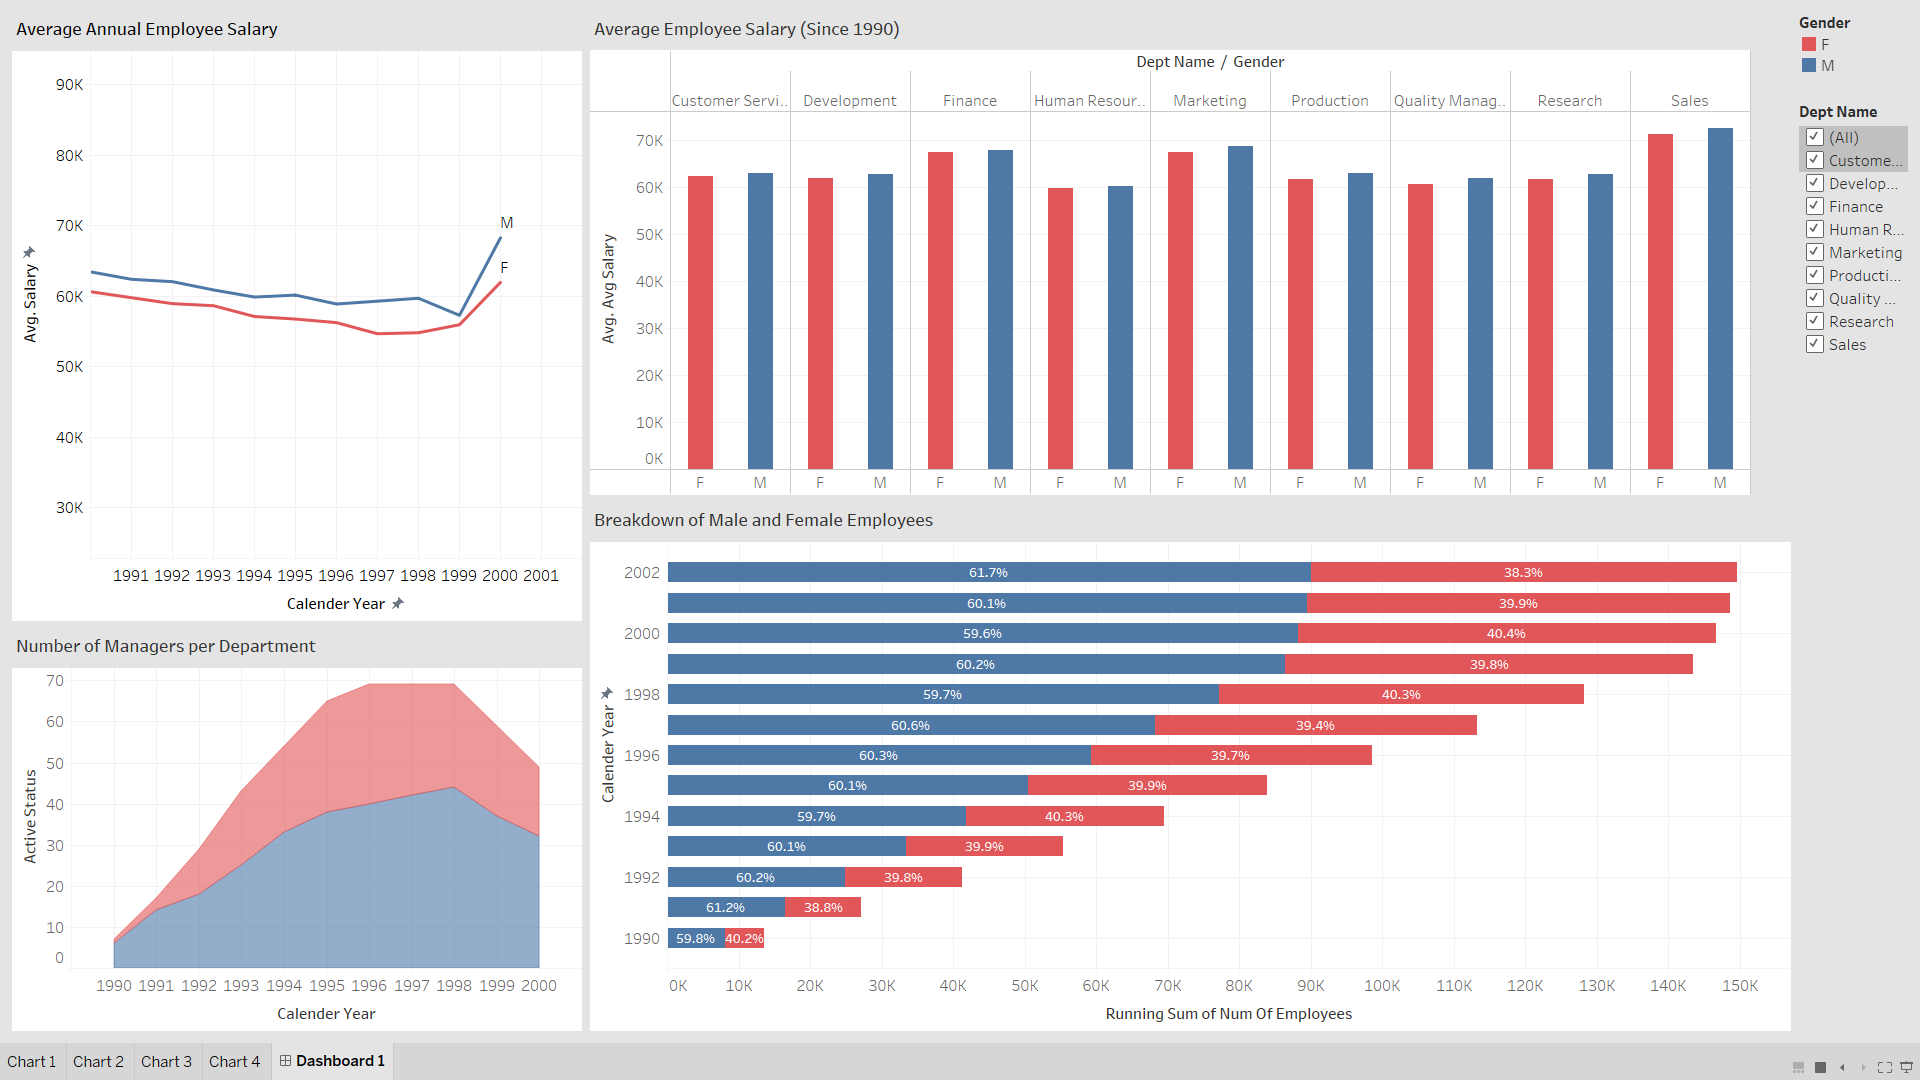 Average Annual Employee Salary
90K
80K
70K
60K
50K
40K
30K
M
F
Avg. Salary
1991 1992 1993 1994 1995 1996 1997 1998 1999 2000 2001
Calender Year
Average Employee Salary (Since 1990)
Dept Name / Gender
Customer Servi.. Development Finance Human Resour.. Marketing Production Quality Manag.. Research Sales
70K
60K
50K
40K
30K
20K
10K
0K
Avg. Avg Salary
F M F M F M F M F M F M F M F M F M
Gender
F
M
Dept Name
(All)
Custome...
Develop...
Finance
Human R...
Marketing
Producti...
Quality ...
Research
Sales
Number of Managers per Department
70
60
50
40
30
20
10
0
Active Status
1990 1991 1992 1993 1994 1995 1996 1997 1998 1999 2000
Calender Year
Breakdown of Male and Female Employees
Calender Year
2002 61.7% 38.3%
60.1% 39.9%
2000 59.6% 40.4%
60.2% 39.8%
1998 59.7% 40.3%
60.6% 39.4%
1996 60.3% 39.7%
60.1% 39.9%
1994 59.7% 40.3%
60.1% 39.9%
1992 60.2% 39.8%
61.2% 38.8%
1990 59.8% 40.2%
0K 10K 20K 30K 40K 50K 60K 70K 80K 90K 100K 110K 120K 130K 140K 150K
Running Sum of Num Of Employees
Chart 1 Chart 2 Chart 3 Chart 4 Dashboard 1